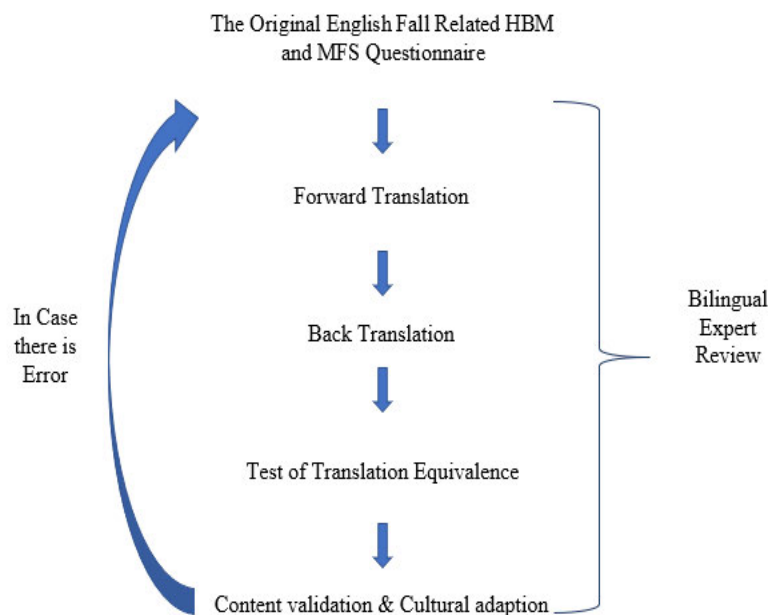 The Original English Fall Related HBM
and MFS Questionnaire
Forward Translation
Back Translation
Test of Translation Equivalence
Content validation & Cultural adaption
In Case
there is
Error
Bilingual
Expert
Review